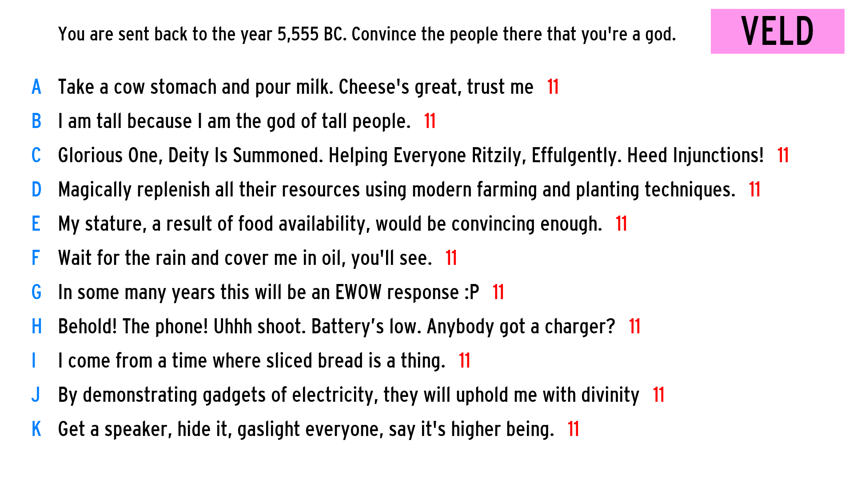 You are sent back to the year 5,555 BC. Convince the people there that you're a god.
VELD
A Take a cow stomach and pour milk. Cheese's great, trust me 11
B I am tall because I am the god of tall people. 11
C Glorious One, Deity Is Summoned. Helping Everyone Ritzily, Effulgently. Heed Injunctions! 11
D Magically replenish all their resources using modern farming and planting techniques. 11
E My stature, a result of food availability, would be convincing enough. 11
F Wait for the rain and cover me in oil, you'll see. 11
G In some many years this will be an EWOW response :P 11
H Behold! The phone! Uhhh shoot. Battery’s low. Anybody got a charger? 11
I I come from a time where sliced bread is a thing. 11
J By demonstrating gadgets of electricity, they will uphold me with divinity 11
K Get a speaker, hide it, gaslight everyone, say it's higher being. 11